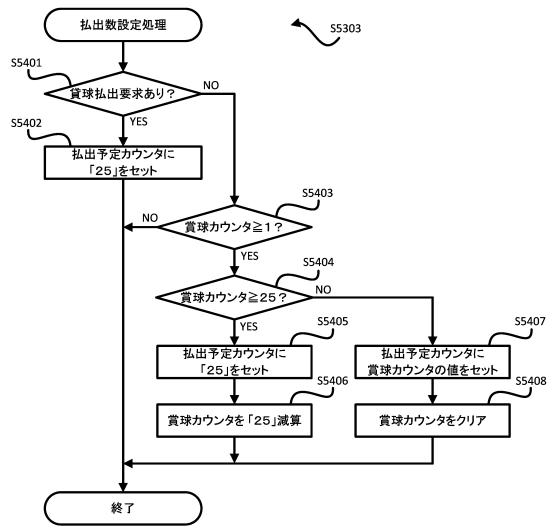 払出数設定処理
S5303
S5401
貸球払出要求あり?
NO
YES
S5402
払出予定カウンタに
「25」をセット
S5403
賞球カウンタ≧1?
NO
YES
S5404
賞球カウンタ≧25?
NO
YES
S5405
払出予定カウンタに
「25」をセット
S5407
払出予定カウンタに
賞球カウンタの値をセット
S5406
賞球カウンタを「25」減算
S5408
賞球カウンタをクリア
終了